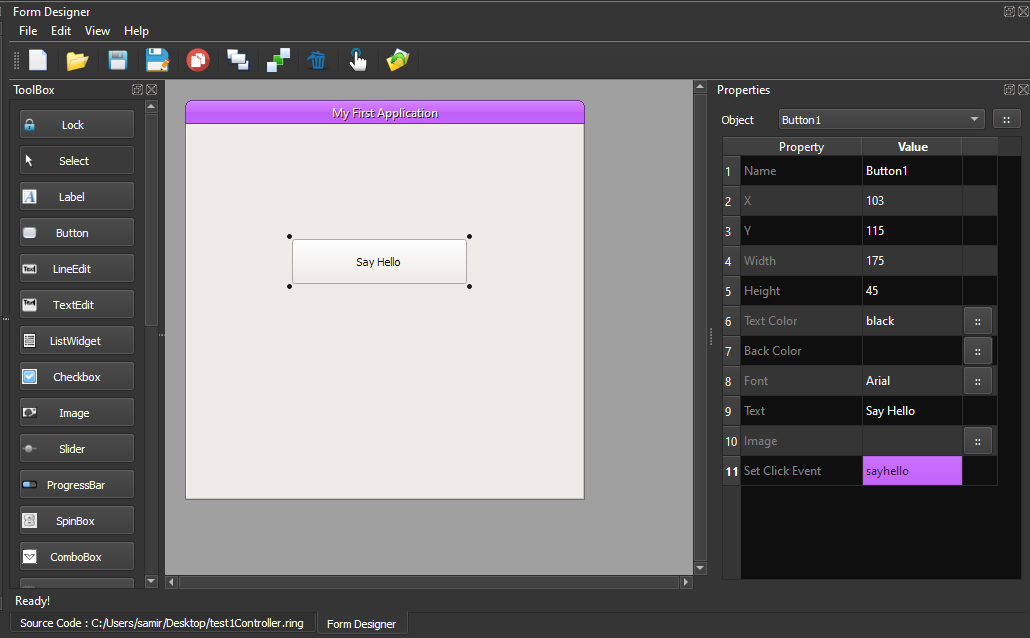 Form Designer
File Edit View Help
ToolBox
Lock
Select
Label
Button
LineEdit
TextEdit
ListWidget
Checkbox
Image
Slider
ProgressBar
SpinBox
ComboBox
My First Application
Say Hello
Properties
Object Button1 ::
Property Value
1 Name Button1
2 X 103
3 Y 115
4 Width 175
5 Height 45
6 Text Color black ::
7 Back Color ::
8 Font Arial ::
9 Text Say Hello
10 Image ::
11 Set Click Event sayhello
Ready!
Source Code : C:/Users/samir/Desktop/test1Controller.ring Form Designer